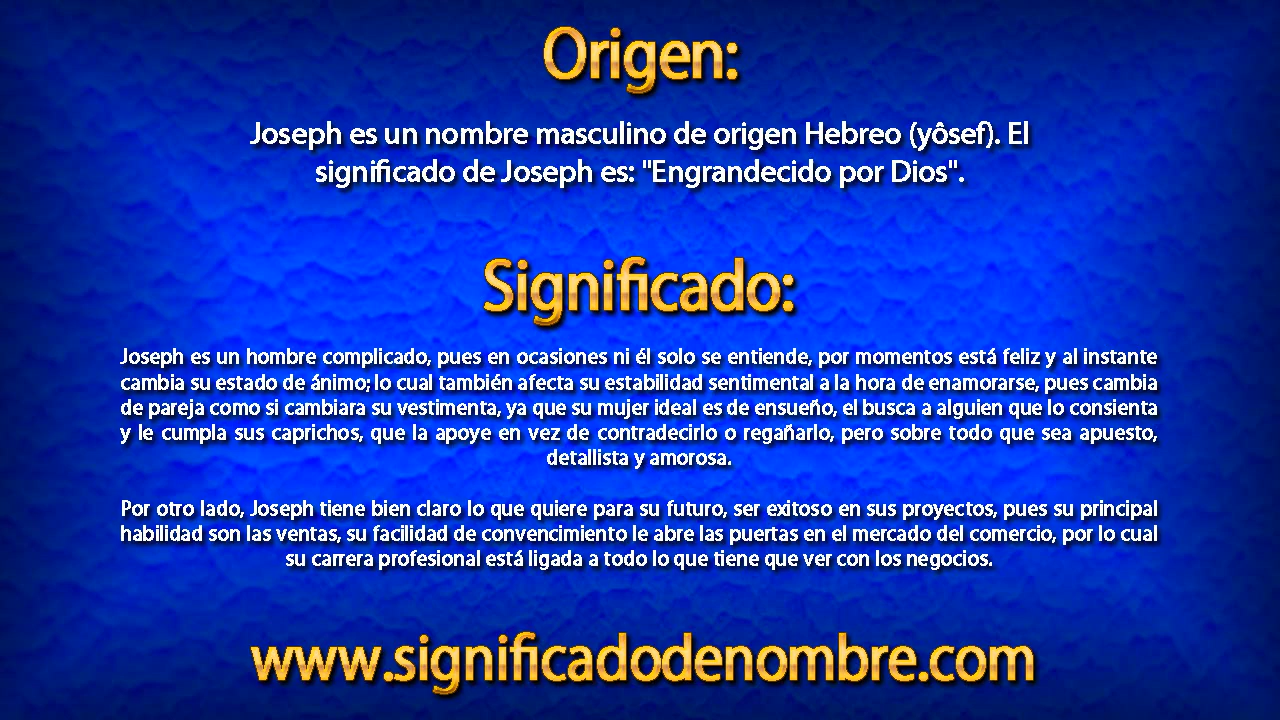 Origen:
Joseph es un nombre masculino de origen Hebreo (yôsef). El
significado de Joseph es: "Engrandecido por Dios".
Significado:
Joseph es un hombre complicado, pues en ocasiones ni él solo se entiende, por momentos está feliz y al instante
cambia su estado de ánimo; lo cual también afecta su estabilidad sentimental a la hora de enamorarse, pues cambia
de pareja como si cambiara su vestimenta, ya que su mujer ideal es de ensueño, el busca a alguien que lo consienta
y le cumpla sus caprichos, que la apoye en vez de contradecirlo o regañarlo, pero sobre todo que sea apuesto,
detallista y amorosa.
Por otro lado, Joseph tiene bien claro lo que quiere para su futuro, ser exitoso en sus proyectos, pues su principal
habilidad son las ventas, su facilidad de convencimiento le abre las puertas en el mercado del comercio, por lo cual
su carrera profesional está ligada a todo lo que tiene que ver con los negocios.
www.significadodenombre.com